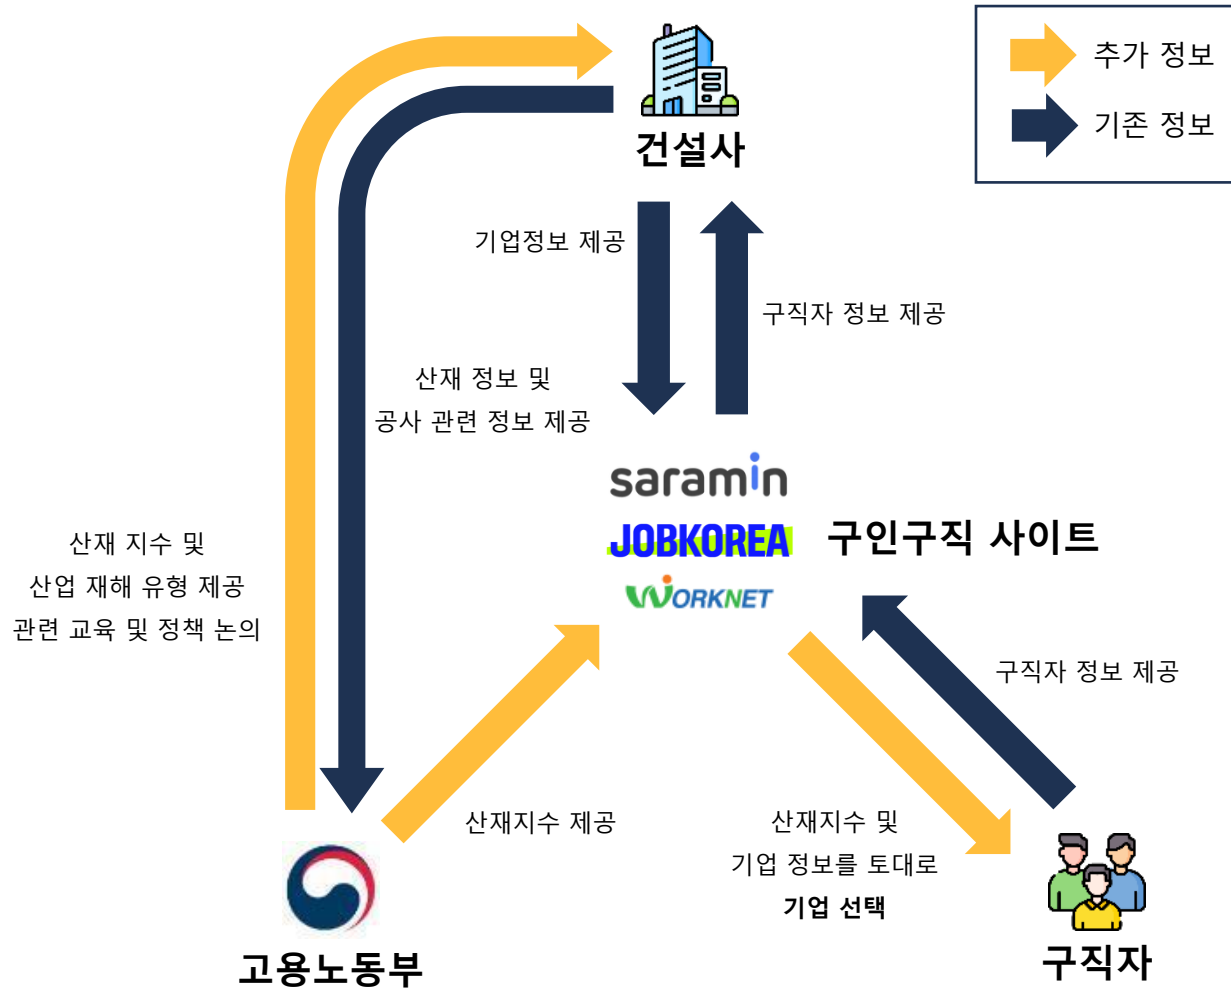 추가 정보
기존 정보
건설사
기업정보 제공
구직자 정보 제공
산재 정보 및
공사 관련 정보 제공
saramin
JOBKOREA
WORKNET
구인구직 사이트
산재 지수 및
산업 재해 유형 제공
관련 교육 및 정책 논의
구직자 정보 제공
산재지수 제공
산재지수 및
기업 정보를 토대로
기업 선택
고용노동부
구직자